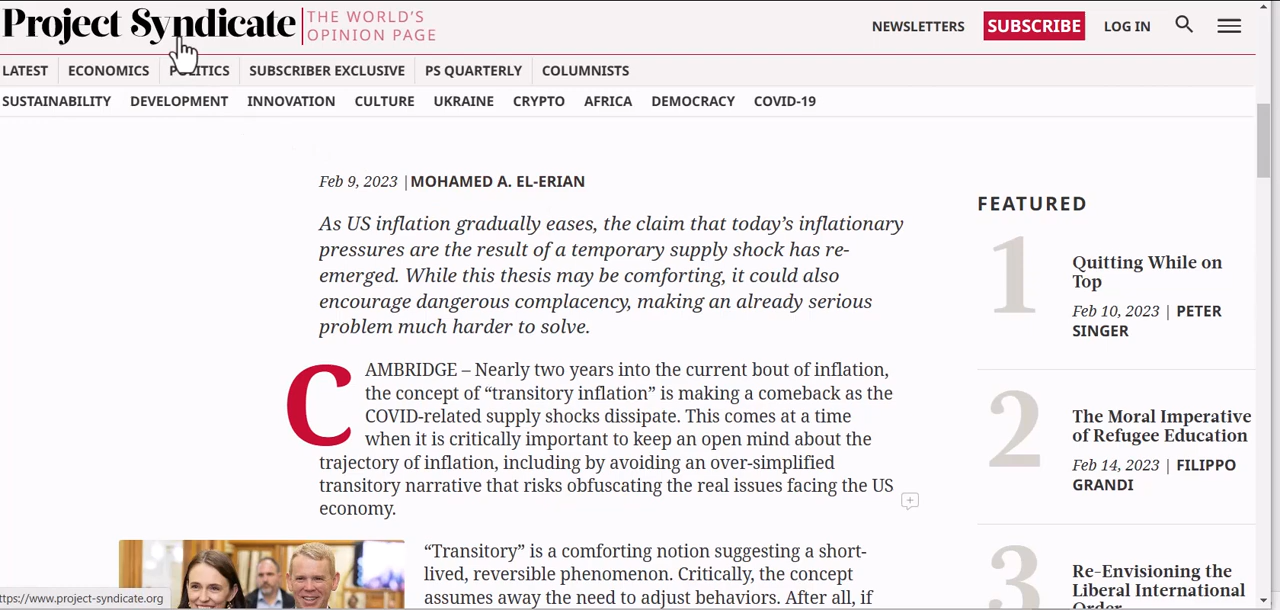 Project Syndicate
THE WORLD'S
OPINION PAGE
NEWSLETTERS
SUBSCRIBE
LOG IN
LATEST
ECONOMICS
POLITICS
SUBSCRIBER EXCLUSIVE
PS QUARTERLY
COLUMNISTS
SUSTAINABILITY
DEVELOPMENT
INNOVATION
CULTURE
UKRAINE
CRYPTO
AFRICA
DEMOCRACY
COVID-19
Feb 9, 2023 |MOHAMED A. EL-ERIAN
As US inflation gradually eases, the claim that today’s inflationary
pressures are the result of a temporary supply shock has re-
emerged. While this thesis may be comforting, it could also
encourage dangerous complacency, making an already serious
problem much harder to solve.
CAMBRIDGE – Nearly two years into the current bout of inflation,
the concept of “transitory inflation” is making a comeback as the
COVID-related supply shocks dissipate. This comes at a time
when it is critically important to keep an open mind about the
trajectory of inflation, including by avoiding an over-simplified
transitory narrative that risks obfuscating the real issues facing the US
economy.
“Transitory” is a comforting notion suggesting a short-
lived, reversible phenomenon. Critically, the concept
assumes away the need to adjust behaviors. After all, if
FEATURED
1
Quitting While on
Top
Feb 10, 2023 | PETER
SINGER
2
The Moral Imperative
of Refugee Education
Feb 14, 2023 | FILIPPO
GRANDI
3
Re-Envisioning the
Liberal International
Order
ttps://www.project-syndicate.org